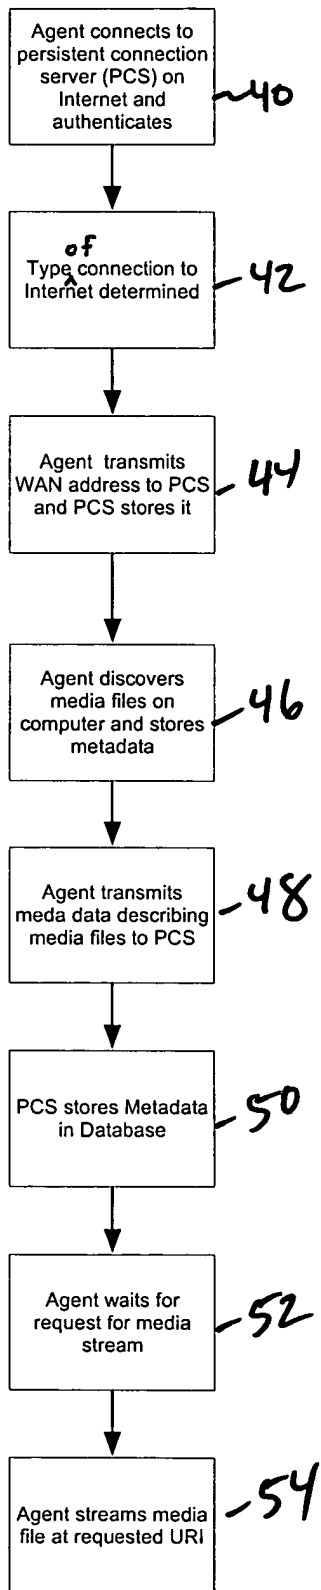 Agent connects to
persistent connection
server (PCS) on
Internet and
authenticates
40
of
Type connection to
Internet determined
42
Agent transmits
WAN address to PCS
and PCS stores it
44
Agent discovers
media files on
computer and stores
metadata
46
Agent transmits
meda data describing
media files to PCS
48
PCS stores Metadata
in Database
50
Agent waits for
request for media
stream
52
Agent streams media
file at requested URI
54